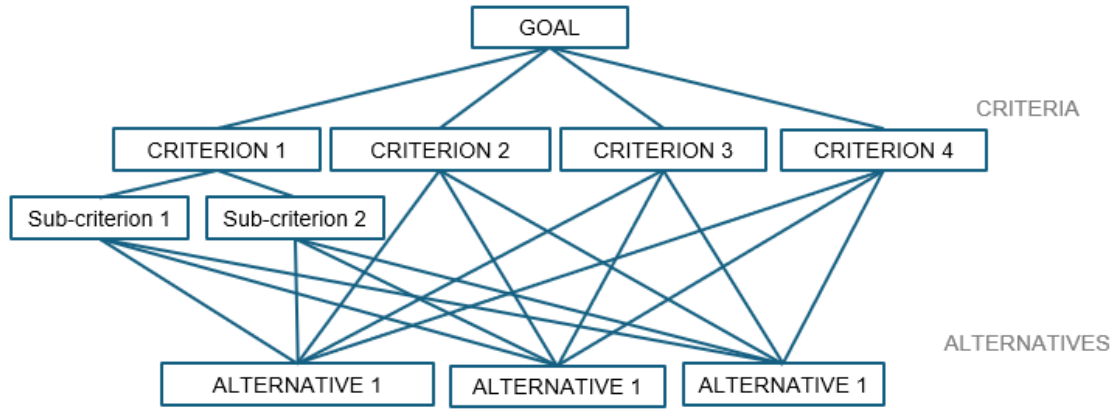 GOAL
CRITERIA
CRITERION 1
CRITERION 2
CRITERION 3
CRITERION 4
Sub-criterion 1
Sub-criterion 2
ALTERNATIVES
ALTERNATIVE 1
ALTERNATIVE 1
ALTERNATIVE 1